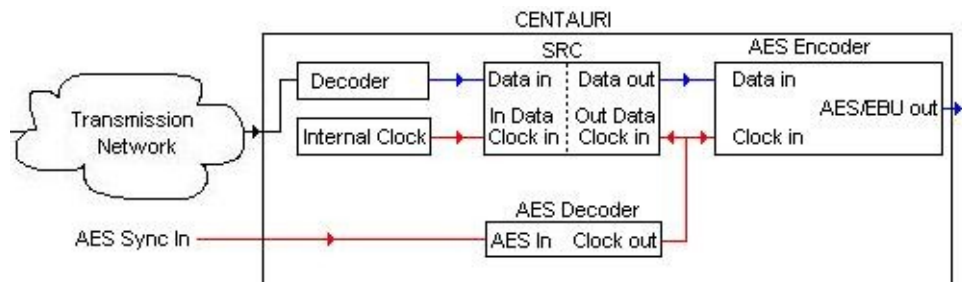 CENTAURI
SRC
AES Encoder
Decoder
Data in
Data out
Data in
AES/EBU out
Transmission
Network
Internal Clock
In Data
Clock in
Out Data
Clock in
Clock in
AES Decoder
AES Sync In
AES In
Clock out